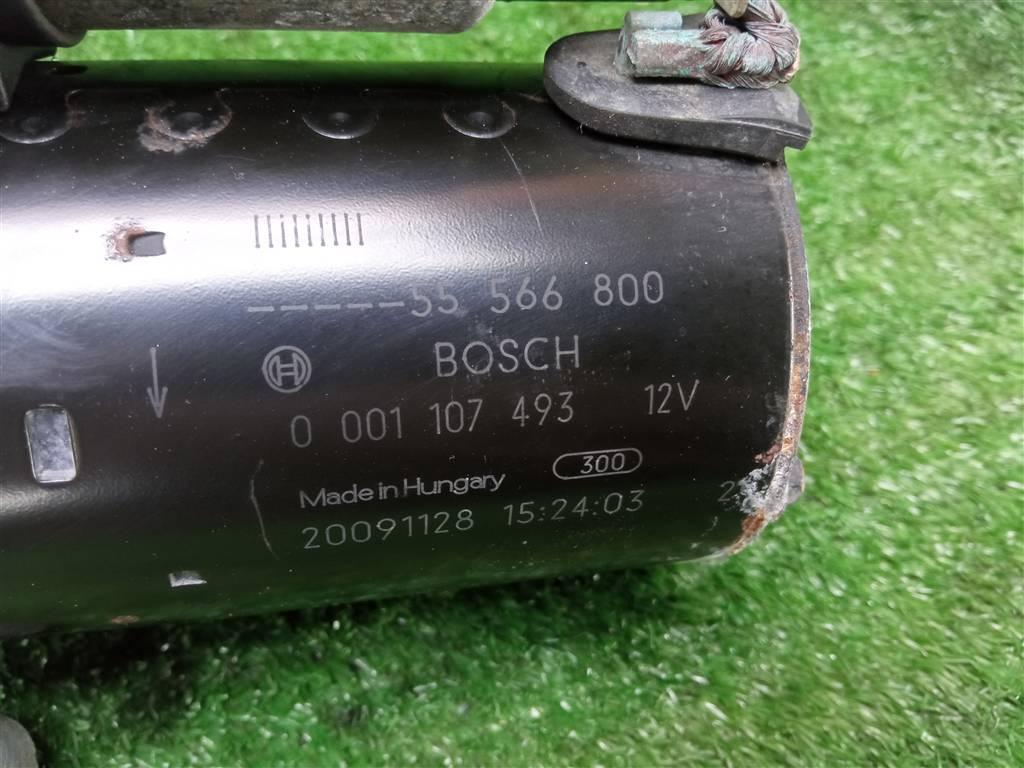 -----55 566 800
BOSCH
0 001 107 493 12V
Made in Hungary 300
20091128 15:24:03